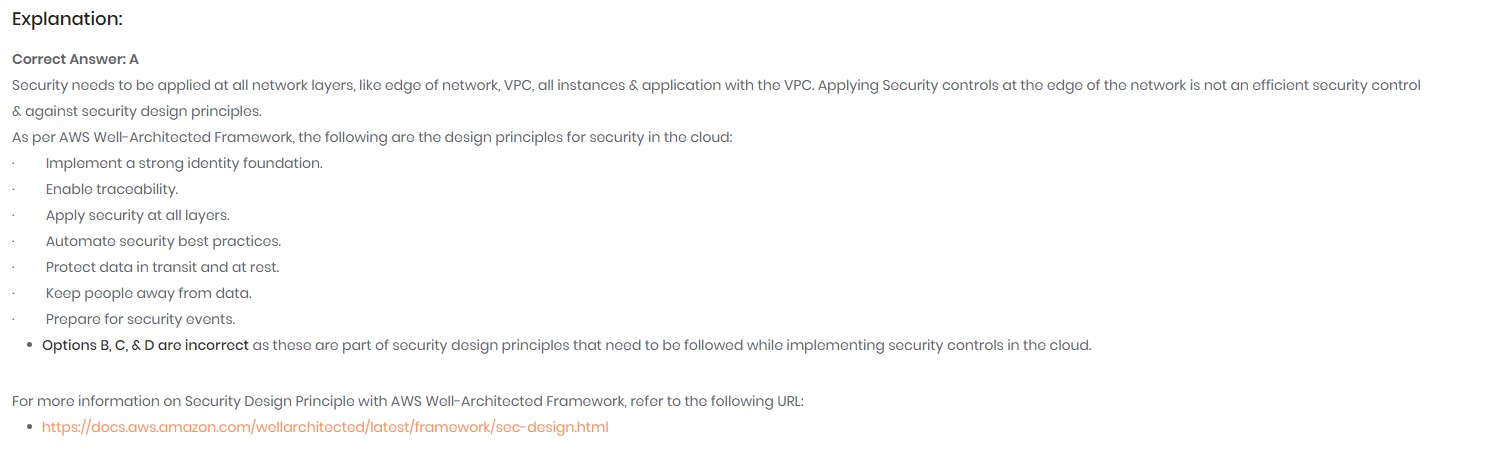 Explanation:
Correct Answer: A
Security needs to be applied at all network layers, like edge of network, VPC, all instances & application with the VPC. Applying Security controls at the edge of the network is not an efficient security control
& against security design principles.
As per AWS Well-Architected Framework, the following are the design principles for security in the cloud:
· Implement a strong identity foundation.
· Enable traceability.
· Apply security at all layers.
· Automate security best practices.
· Protect data in transit and at rest.
· Keep people away from data.
· Prepare for security events.
• Options B, C, & D are incorrect as these are part of security design principles that need to be followed while implementing security controls in the cloud.
For more information on Security Design Principle with AWS Well-Architected Framework, refer to the following URL:
• https://docs.aws.amazon.com/wellarchitected/latest/framework/sec-design.html